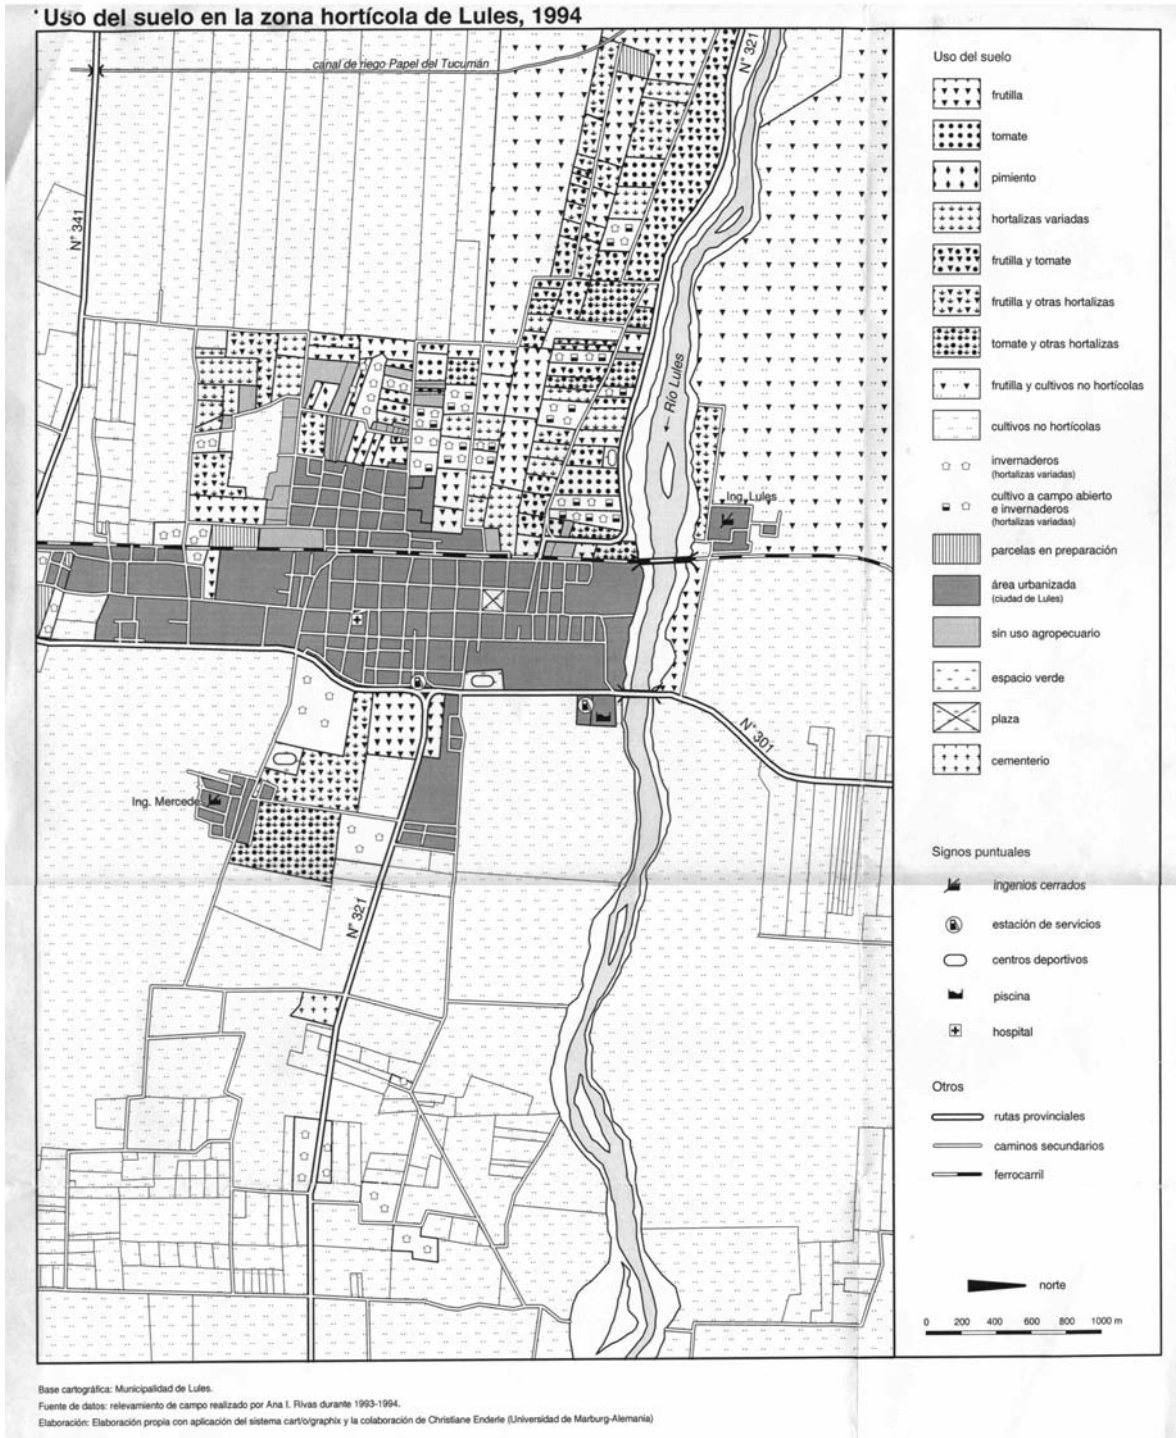 Uso del suelo en la zona hortícola de Lules, 1994
canal de riego Papel del Tucumán
N° 321
N° 341
Río Lules
Ing. Lules
N° 301
Ing. Mercede
N° 321
Uso del suelo
frutilla
tomate
pimiento
hortalizas variadas
frutilla y tomate
frutilla y otras hortalizas
tomate y otras hortalizas
frutilla y cultivos no hortícolas
cultivos no hortícolas
invernaderos
(hortalizas variadas)
cultivo a campo abierto
e invernaderos
(hortalizas variadas)
parcelas en preparación
área urbanizada
(ciudad de Lules)
sin uso agropecuario
espacio verde
plaza
cementerio
Signos puntuales
ingenios cerrados
estación de servicios
centros deportivos
piscina
hospital
Otros
rutas provinciales
caminos secundarios
ferrocarril
norte
0 200 400 600 800 1000 m
Base cartográfica: Municipalidad de Lules.
Fuente de datos: relevamiento de campo realizado por Ana I. Rivas durante 1993-1994.
Elaboración: Elaboración propia con aplicación del sistema cart/o/graphix y la colaboración de Christiane Enderle (Universidad de Marburg-Alemania)